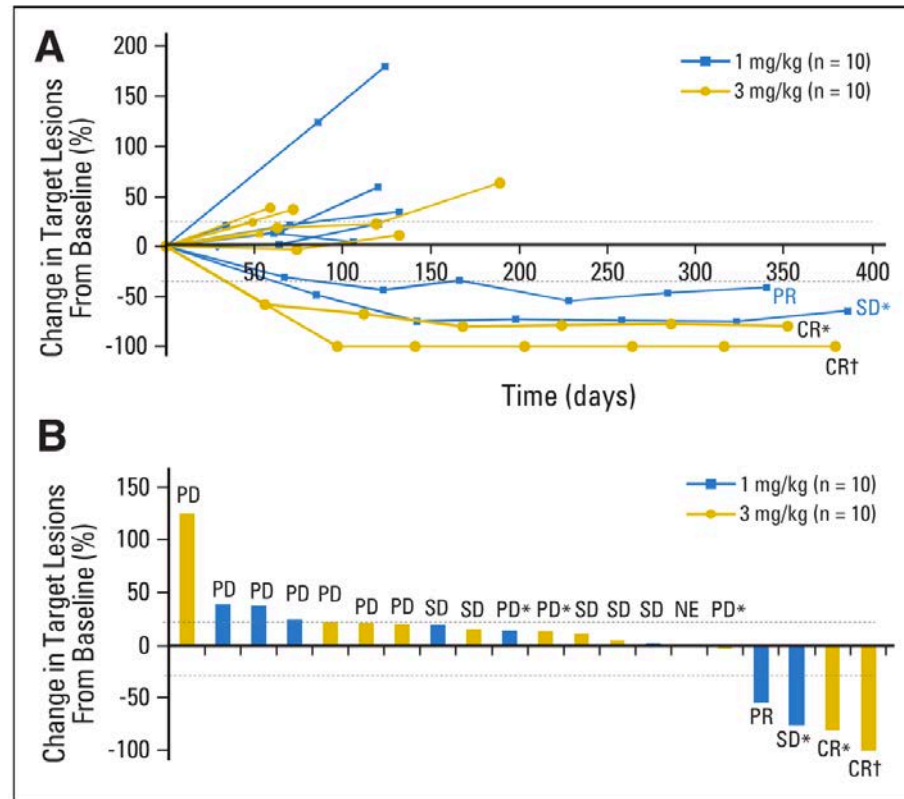 A
200
150
100
50
0
-50
-100
Change in Target Lesions
From Baseline (%)
1 mg/kg (n = 10)
3 mg/kg (n = 10)
50 100 150 200 250 300 350 400
PR
SD*
CR*
CR†
Time (days)
B
150
100
50
0
-50
-100
Change in Target Lesions
From Baseline (%)
1 mg/kg (n = 10)
3 mg/kg (n = 10)
PD
PD PD PD PD PD PD SD SD PD* PD* SD SD SD NE PD*
PR
SD*
CR*
CR†